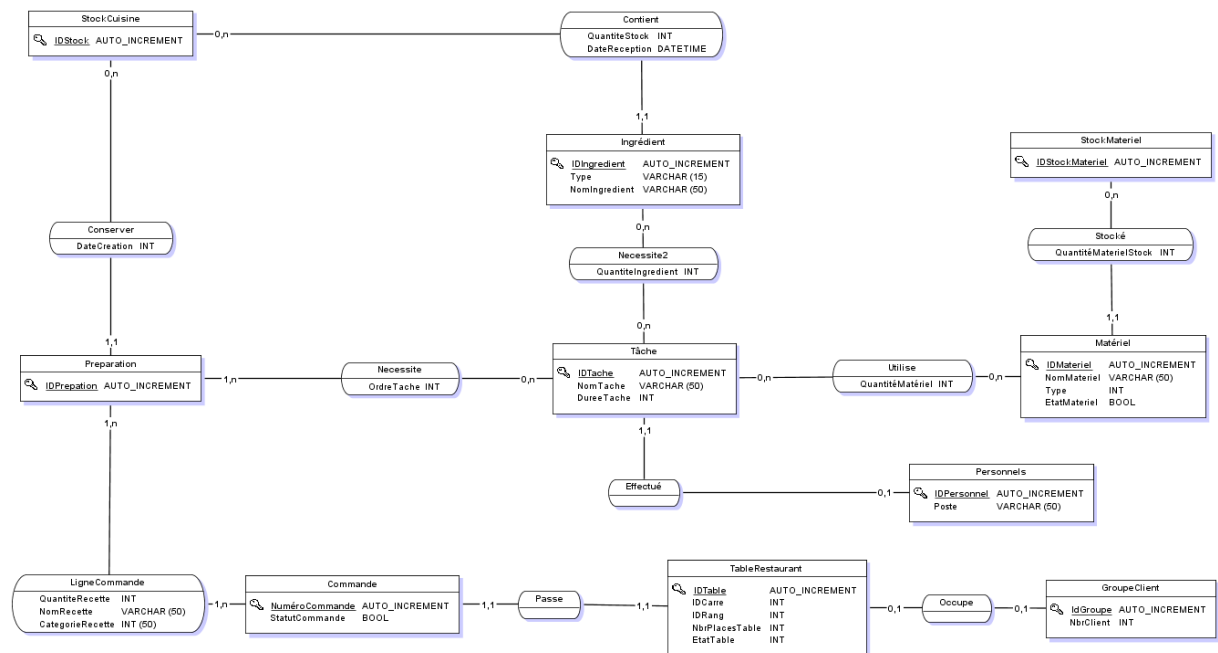 StockCuisine
IDStock AUTO_INCREMENT
0,n
0,n
Contient
QuantiteStock INT
DateReception DATETIME
0,n
1,1
Ingrédient
IDIngredient AUTO_INCREMENT
Type VARCHAR (15)
NomIngredient VARCHAR (50)
StockMateriel
IDStockMateriel AUTO_INCREMENT
0,n
0,n
Conserver
DateCreation INT
Necessite2
QuantiteIngredient INT
Stocké
QuantitéMaterielStock INT
0,n
1,1
1,1
Preparation
IDPrepation AUTO_INCREMENT
1,n
Necessite
OrdreTache INT
0,n
Tâche
IDTache AUTO_INCREMENT
NomTache VARCHAR (50)
DureeTache INT
0,n
Utilise
QuantitéMatériel INT
0,n
Matériel
IDMateriel AUTO_INCREMENT
NomMateriel VARCHAR (50)
Type INT
EtatMateriel BOOL
1,n
1,1
Effectué
0,1
Personnels
IDPersonnel AUTO_INCREMENT
Poste VARCHAR (50)
LigneCommande
QuantiteRecette INT
NomRecette VARCHAR (50)
CategorieRecette INT (50)
1,n
Commande
NuméroCommande AUTO_INCREMENT
StatutCommande BOOL
1,1
Passe
1,1
TableRestaurant
IDTable AUTO_INCREMENT
IDCarre INT
IDRang INT
NbrPlacesTable INT
EtatTable INT
0,1
Occupe
0,1
GroupeClient
IdGroupe AUTO_INCREMENT
NbrClient INT